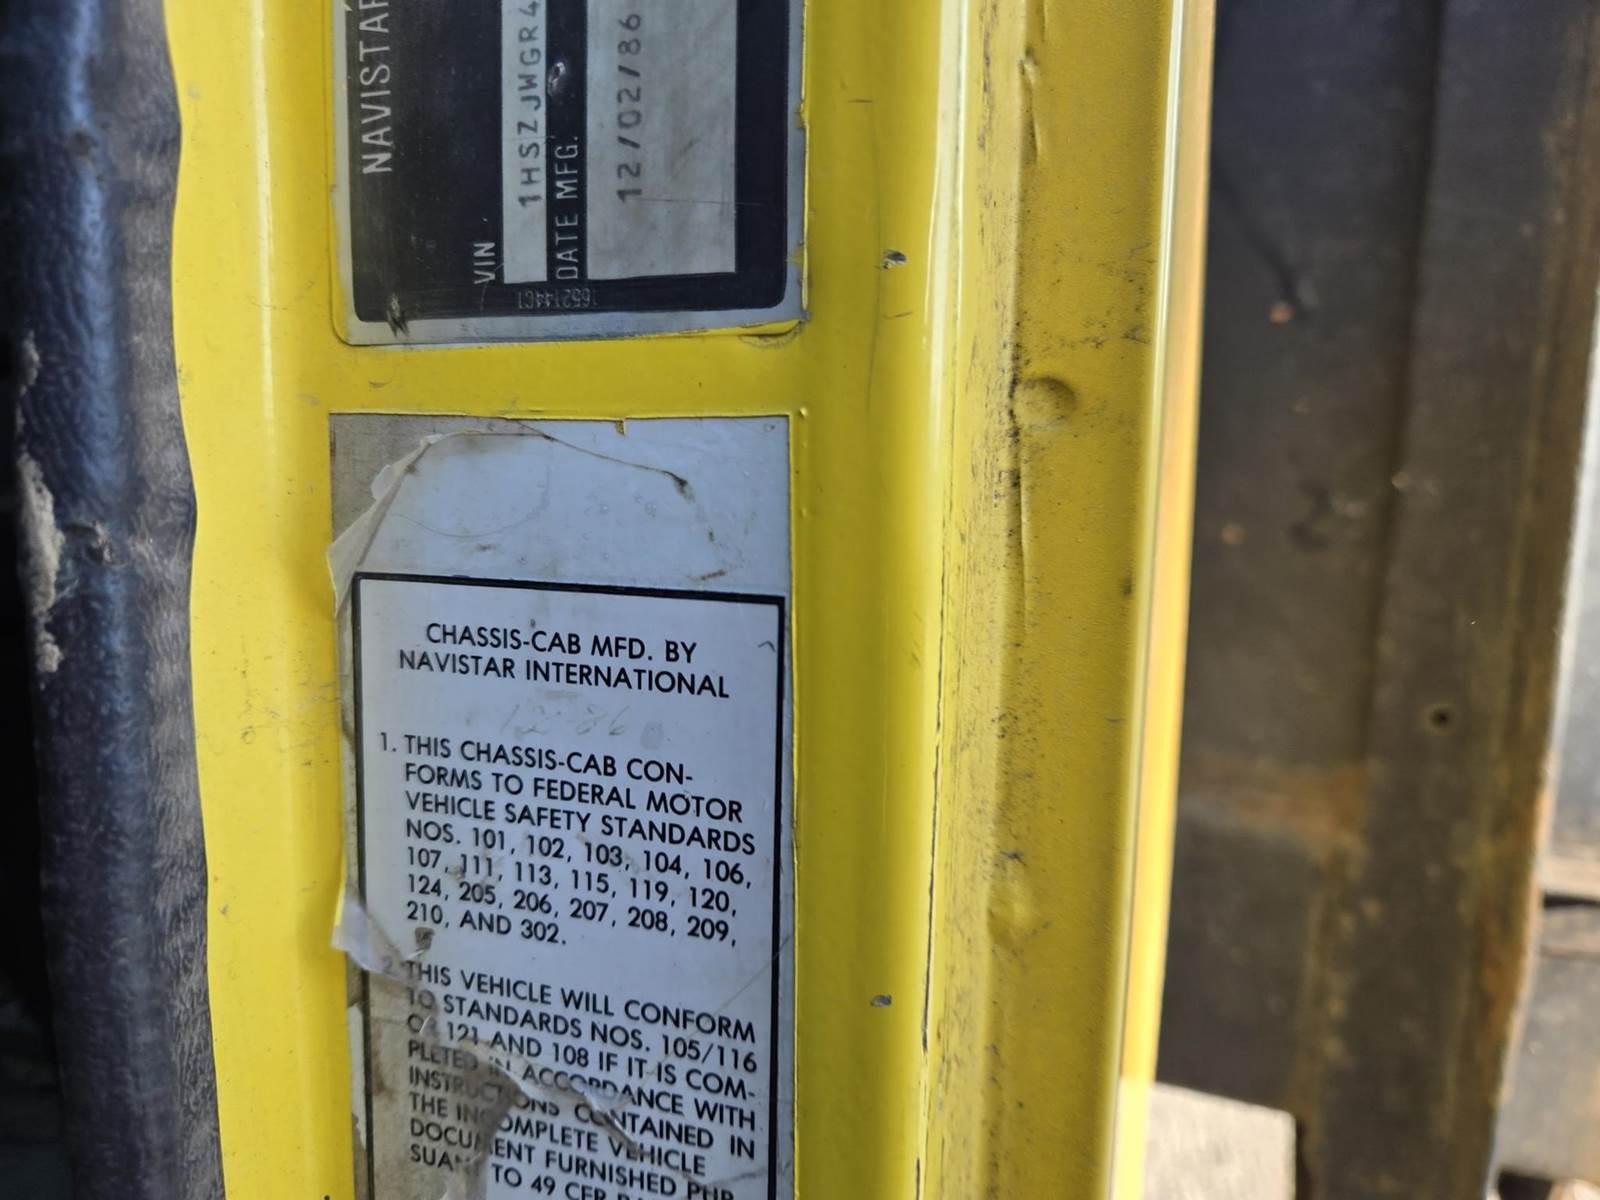 NAVISTAR
VIN
1HSZJWGR4
DATE MFG.
12/02/86
1652144C1
CHASSIS-CAB MFD. BY
NAVISTAR INTERNATIONAL
12-86
1. THIS CHASSIS-CAB CON-
FORMS TO FEDERAL MOTOR
VEHICLE SAFETY STANDARDS
NOS. 101, 102, 103, 104, 106,
107, 111, 113, 115, 119, 120,
124, 205, 206, 207, 208, 209,
210, AND 302.
2. THIS VEHICLE WILL CONFORM
TO STANDARDS NOS. 105/116
OR 121 AND 108 IF IT IS COM-
PLETED IN ACCORDANCE WITH
INSTRUCTIONS CONTAINED IN
THE INCOMPLETE VEHICLE
DOCUMENT FURNISHED PUR-
SUANT TO 49 CFR